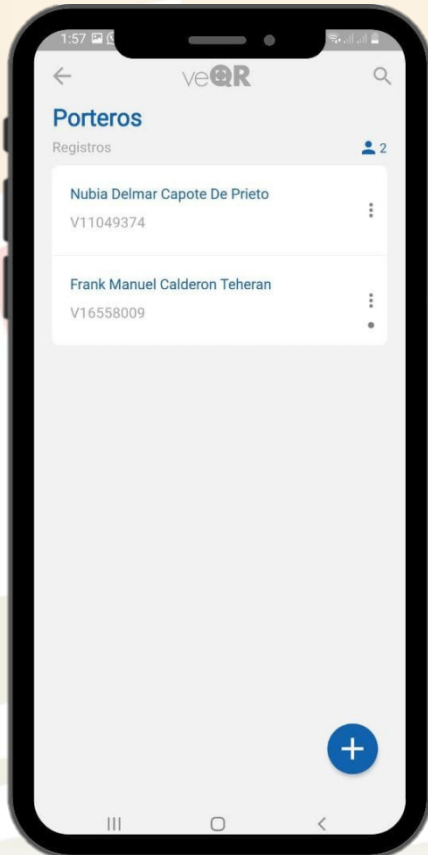 1:57
veQR
Porteros
Registros
2
Nubia Delmar Capote De Prieto
V11049374
Frank Manuel Calderon Teheran
V16558009